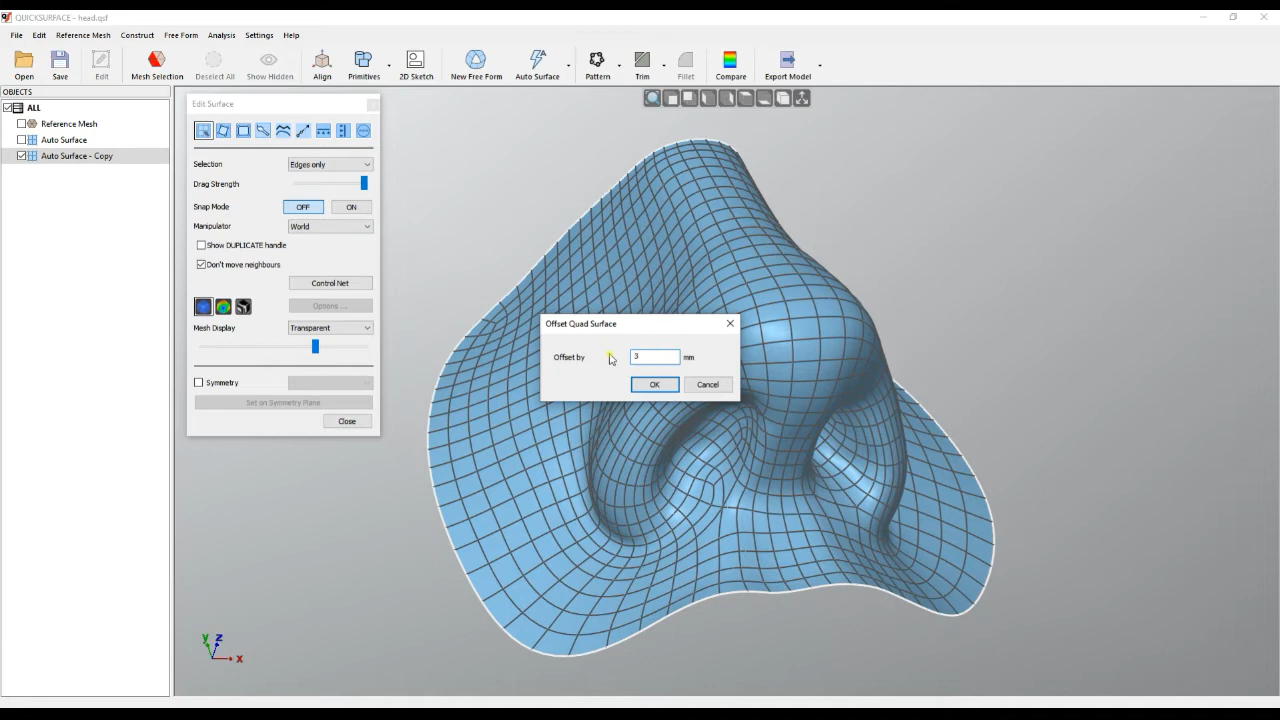 QUICKSURFACE - head.qsf
File Edit Reference Mesh Construct Free Form Analysis Settings Help
Open Save Edit Mesh Selection Deselect All Show Hidden Align Primitives 2D Sketch New Free Form Auto Surface Pattern Trim Fillet Compare Export Model
OBJECTS
ALL
Reference Mesh
Auto Surface
Auto Surface - Copy
Edit Surface
Selection Edges only
Drag Strength
Snap Mode OFF ON
Manipulator World
Show DUPLICATE handle
Don't move neighbours
Control Net
Options ...
Mesh Display Transparent
Symmetry
Set on Symmetry Plane
Close
Offset Quad Surface
Offset by 3 mm
OK Cancel
y z
x